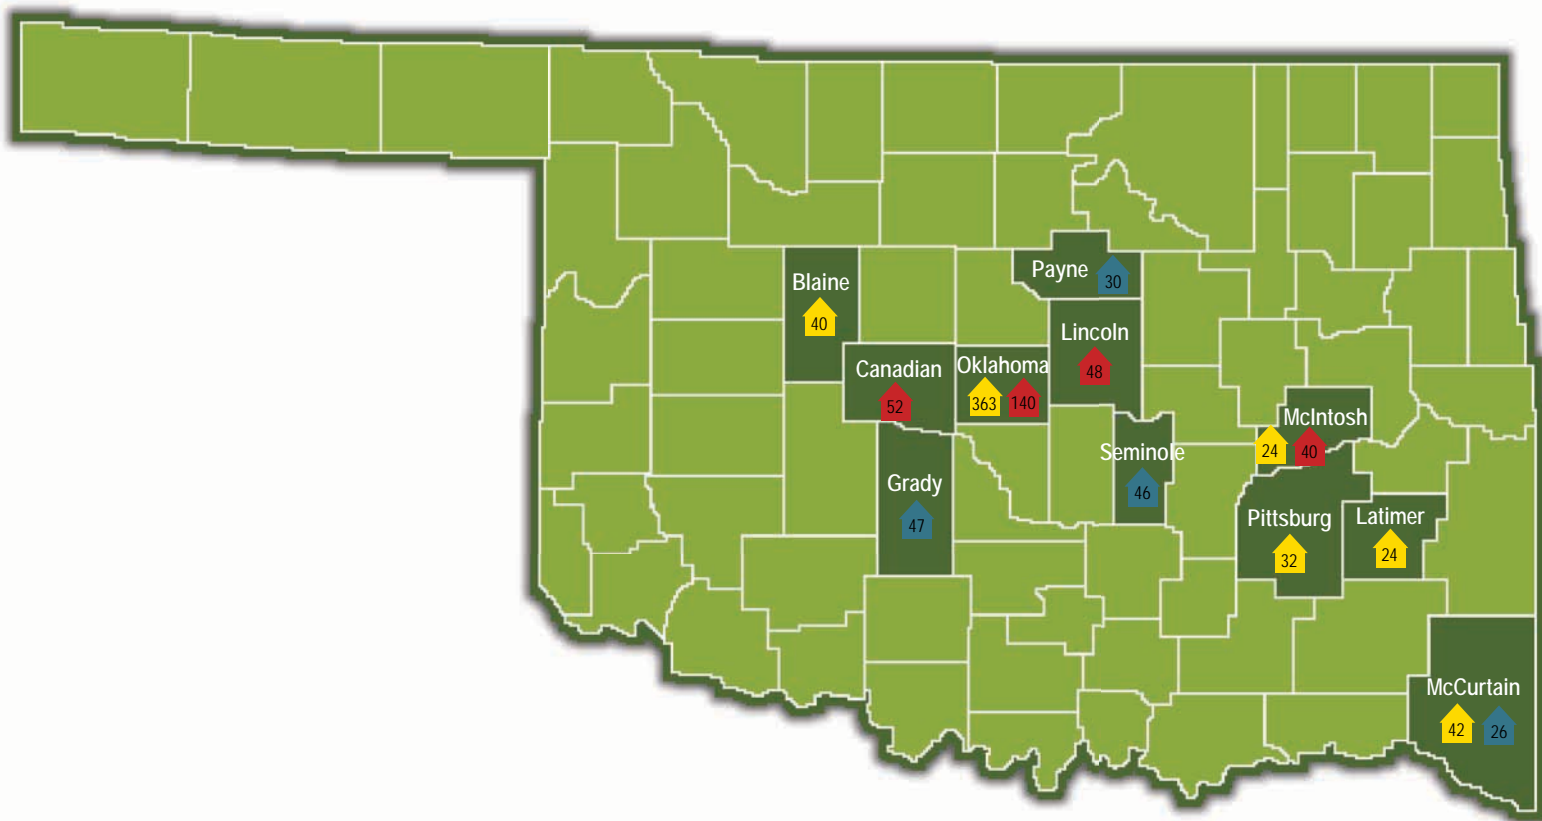 Payne
30
Blaine
40
Lincoln
48
Canadian
52
Oklahoma
363
140
McIntosh
24
40
Seminole
46
Grady
47
Pittsburg
32
Latimer
24
McCurtain
42
26